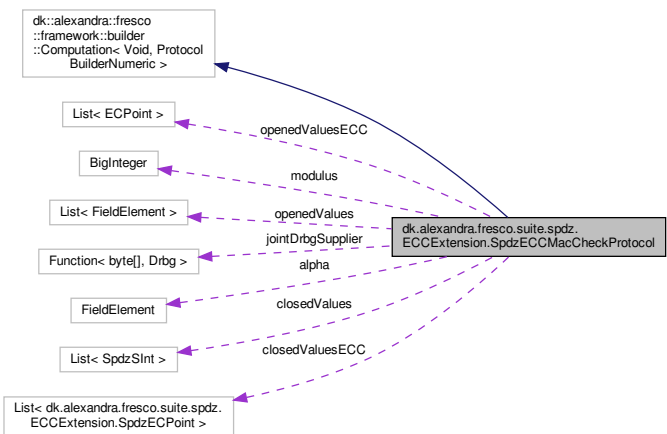 dk::alexandra::fresco
::framework::builder
::Computation< Void, Protocol
BuilderNumeric >
List< ECPoint >
openedValuesECC
BigInteger
modulus
List< FieldElement >
openedValues
dk.alexandra.fresco.suite.spdz.
ECCExtension.SpdzECCMacCheckProtocol
jointDrbgSupplier
Function< byte[], Drbg >
alpha
FieldElement
closedValues
List< SpdzSInt >
closedValuesECC
List< dk.alexandra.fresco.suite.spdz.
ECCExtension.SpdzECPoint >